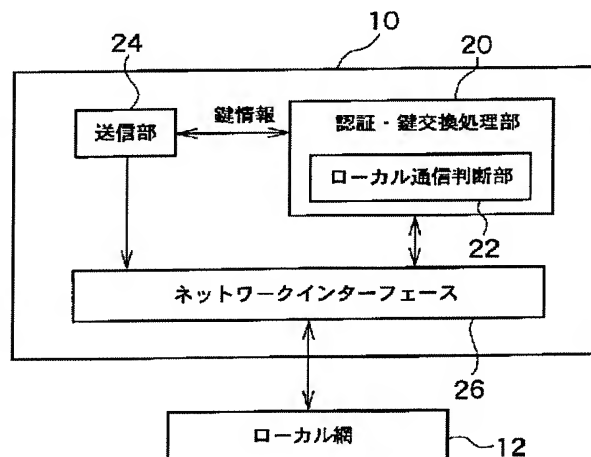 10
24
20
鍵情報
認証・鍵交換処理部
送信部
ローカル通信判断部
22
ネットワークインターフェース
26
ローカル網
12